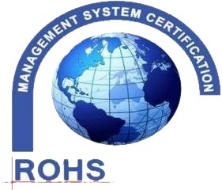 MANAGEMENT SYSTEM CERTIFICATION
ROHS